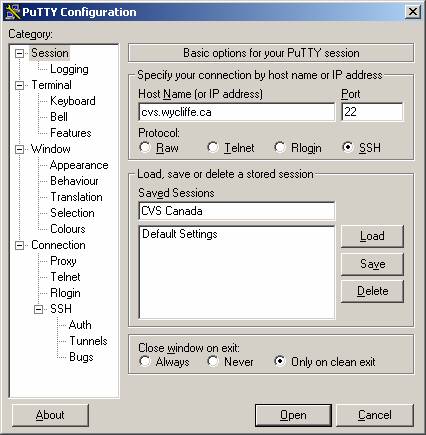 PuTTY Configuration
Category:
Session
Logging
Terminal
Keyboard
Bell
Features
Window
Appearance
Behaviour
Translation
Selection
Colours
Connection
Proxy
Telnet
Rlogin
SSH
Auth
Tunnels
Bugs
Basic options for your PuTTY session
Specify your connection by host name or IP address
Host Name (or IP address) Port
cvs.wycliffe.ca 22
Protocol:
Raw Telnet Rlogin SSH
Load, save or delete a stored session
Saved Sessions
CVS Canada
Default Settings
Load
Save
Delete
Close window on exit:
Always Never Only on clean exit
About Open Cancel